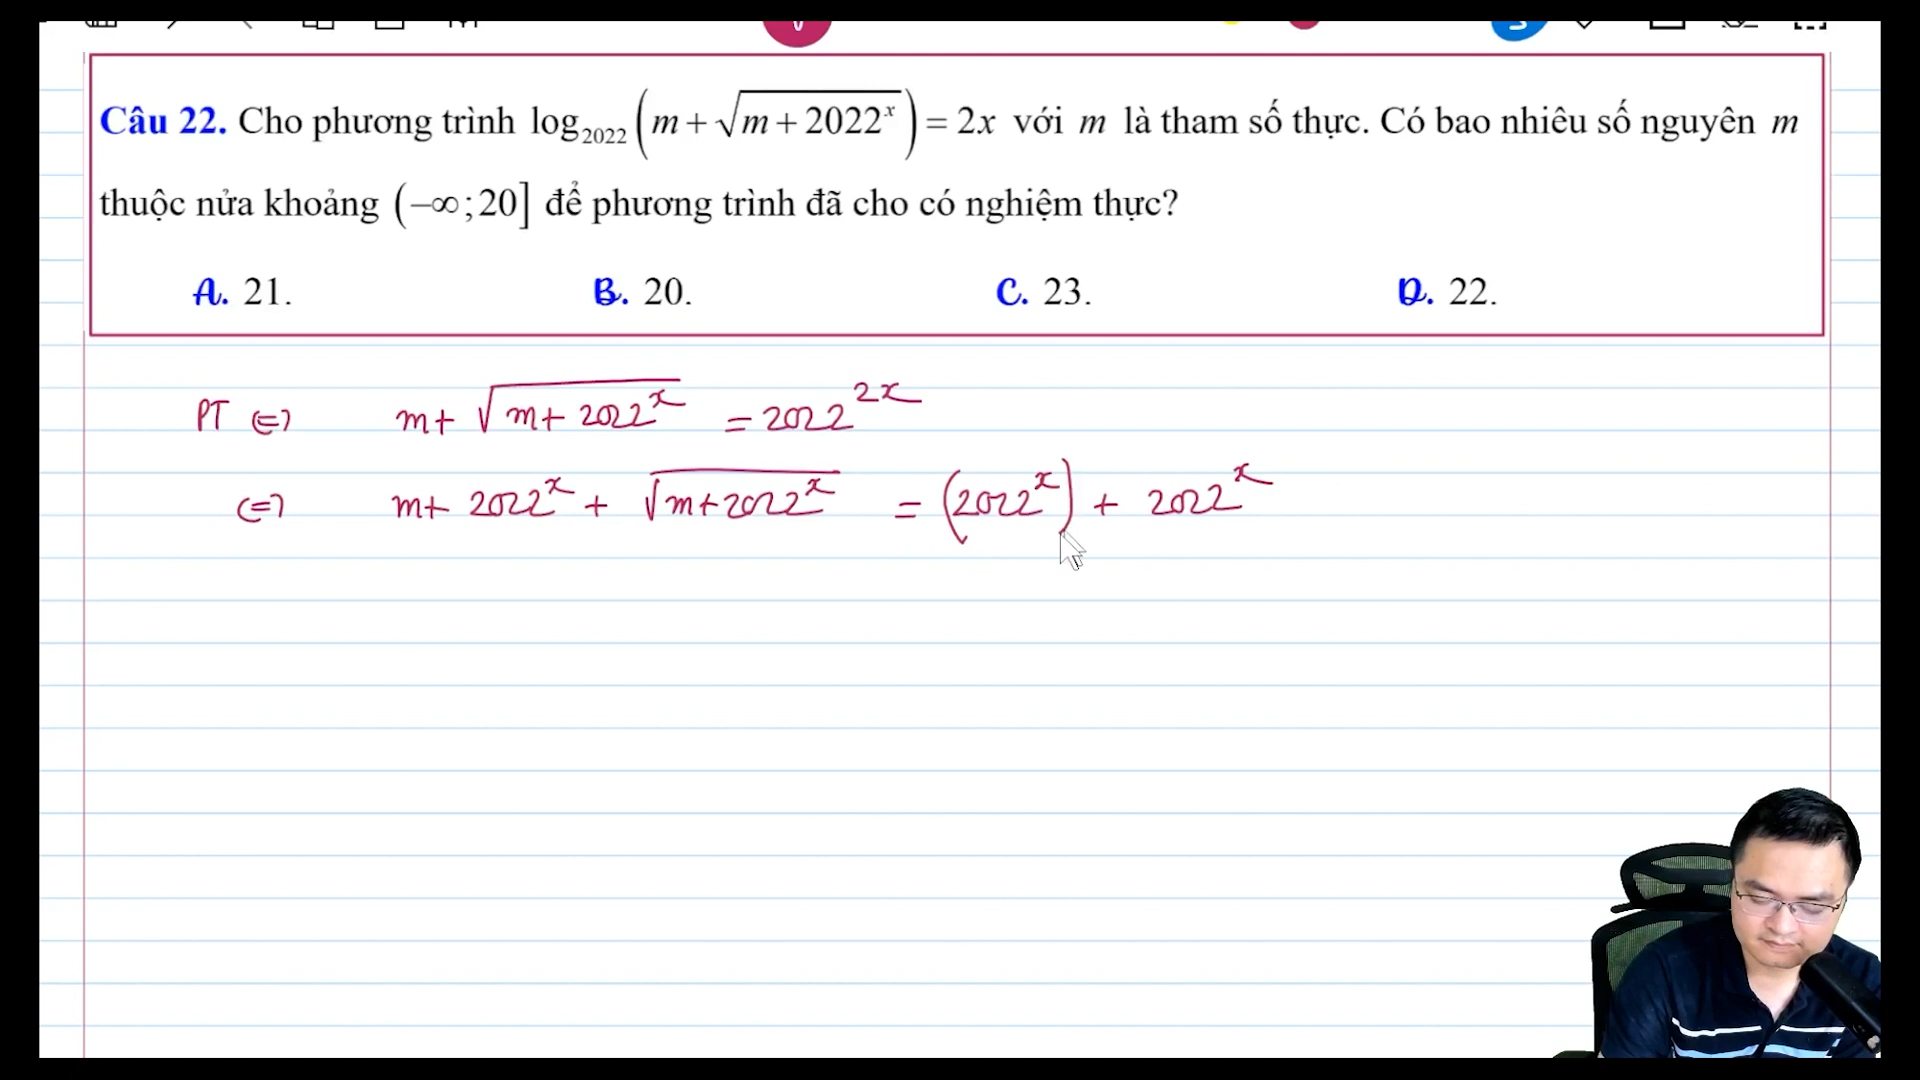 Câu 22. Cho phương trình log₂₀₂₂(m + √(m + 2022ˣ)) = 2x với m là tham số thực. Có bao nhiêu số nguyên m
thuộc nửa khoảng (−∞;20] để phương trình đã cho có nghiệm thực?
A. 21. B. 20. C. 23. D. 22.
PT ⇔ m + √(m + 2022ˣ) = 2022²ˣ
⇔ m + 2022ˣ + √(m + 2022ˣ) = (2022ˣ) + 2022ˣ